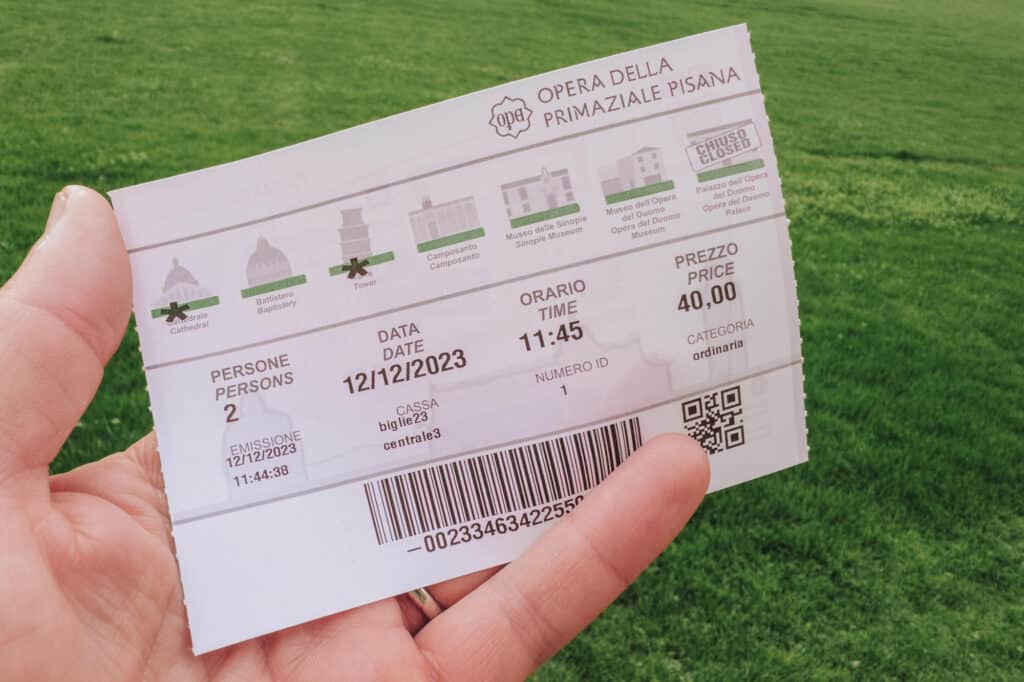 opd
OPERA DELLA
PRIMAZIALE PISANA
Cattedrale
Cathedral
Battistero
Baptistery
Tower
Camposanto
Camposanto
Museo delle Sinopie
Sinopie Museum
Museo dell'Opera
del Duomo
Opera del Duomo
Museum
CHIUSO
CLOSED
Palazzo dell'Opera
del Duomo
Opera del Duomo
Palace
PERSONE
PERSONS
2
DATA
DATE
12/12/2023
ORARIO
TIME
11:45
PREZZO
PRICE
40,00
EMISSIONE
12/12/2023
11:44:38
CASSA
biglie23
centrale3
NUMERO ID
1
CATEGORIA
ordinaria
—0023346342255